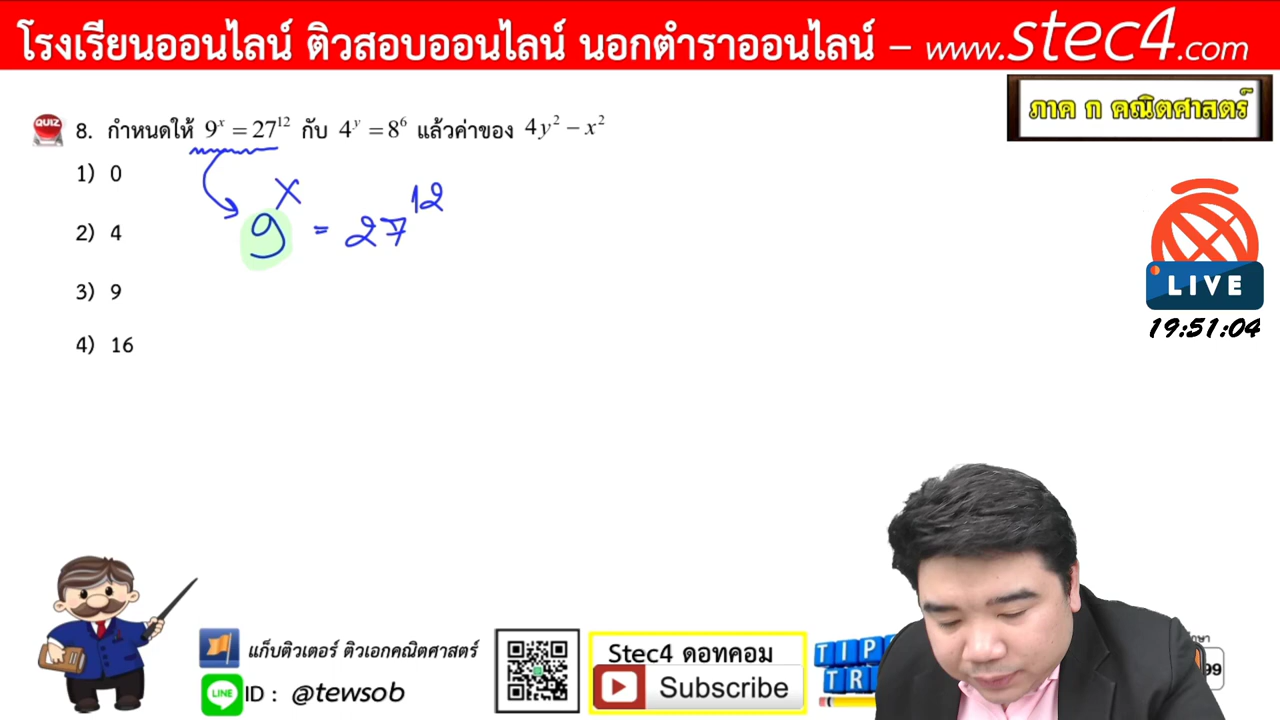 โรงเรียนออนไลน์ ติวสอบออนไลน์ นอกตำราออนไลน์ – www.stec4.com
ภาค ก คณิตศาสตร์
QUIZ 8. กำหนดให้ 9^x = 27^12 กับ 4^y = 8^6 แล้วค่าของ 4y^2 − x^2
1) 0
2) 4
3) 9
4) 16
9^x = 27^12
LIVE
19:51:04
แก๊บติวเตอร์ ติวเอกคณิตศาสตร์
LINE ID : @tewsob
Stec4 ดอทคอม
Subscribe
99